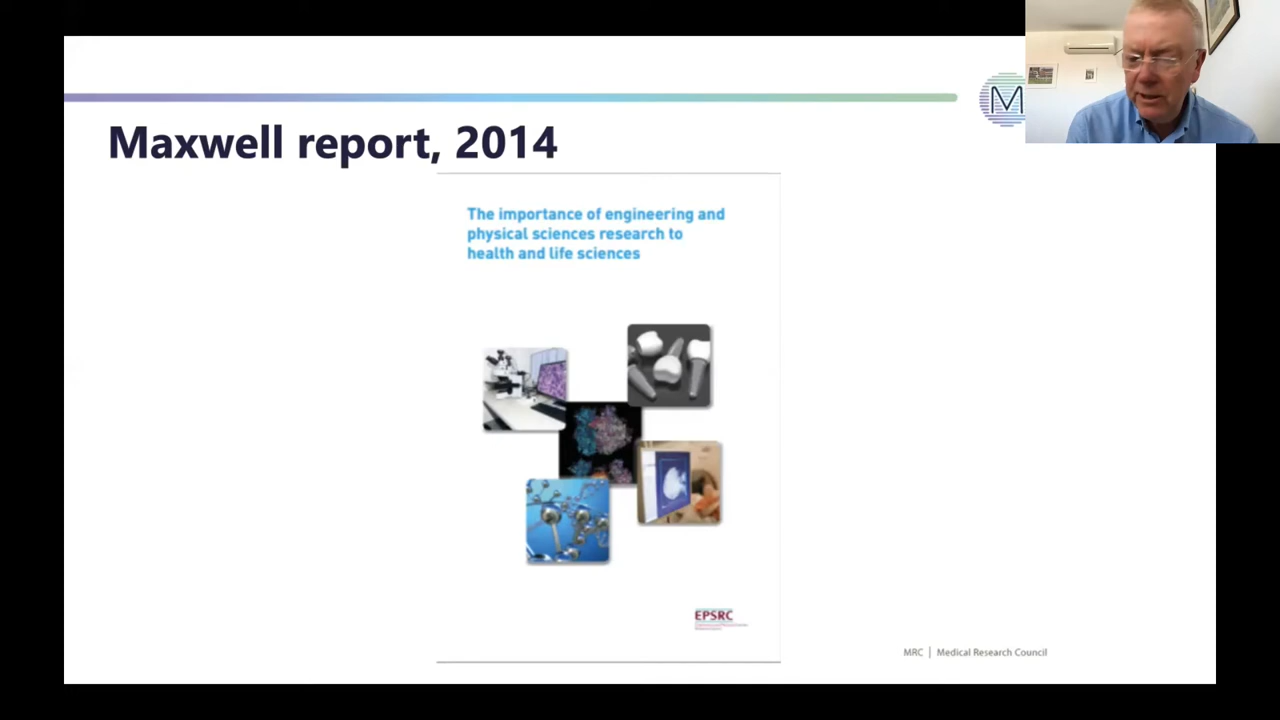 M
Maxwell report, 2014
The importance of engineering and
physical sciences research to
health and life sciences
EPSRC
MRC | Medical Research Council